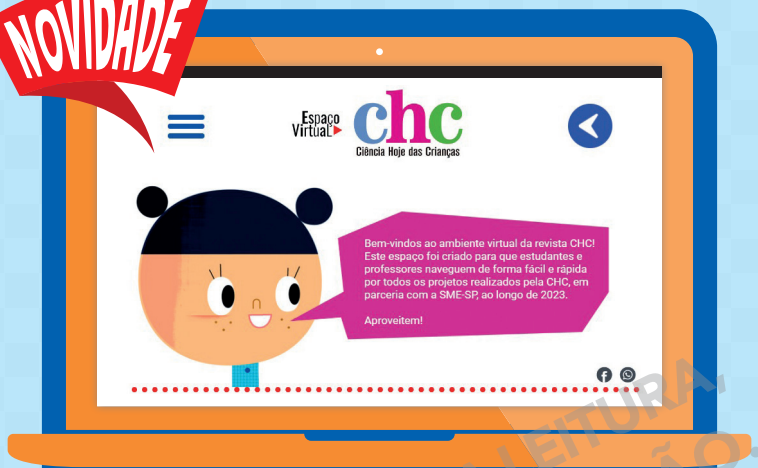 NOVIDADE
Espaço
Virtual
chc
Ciência Hoje das Crianças
Bem-vindos ao ambiente virtual da revista CHC!
Este espaço foi criado para que estudantes e
professores naveguem de forma fácil e rápida
por todos os projetos realizados pela CHC, em
parceria com a SME-SP, ao longo de 2023.
Aproveitem!
LEITURA,